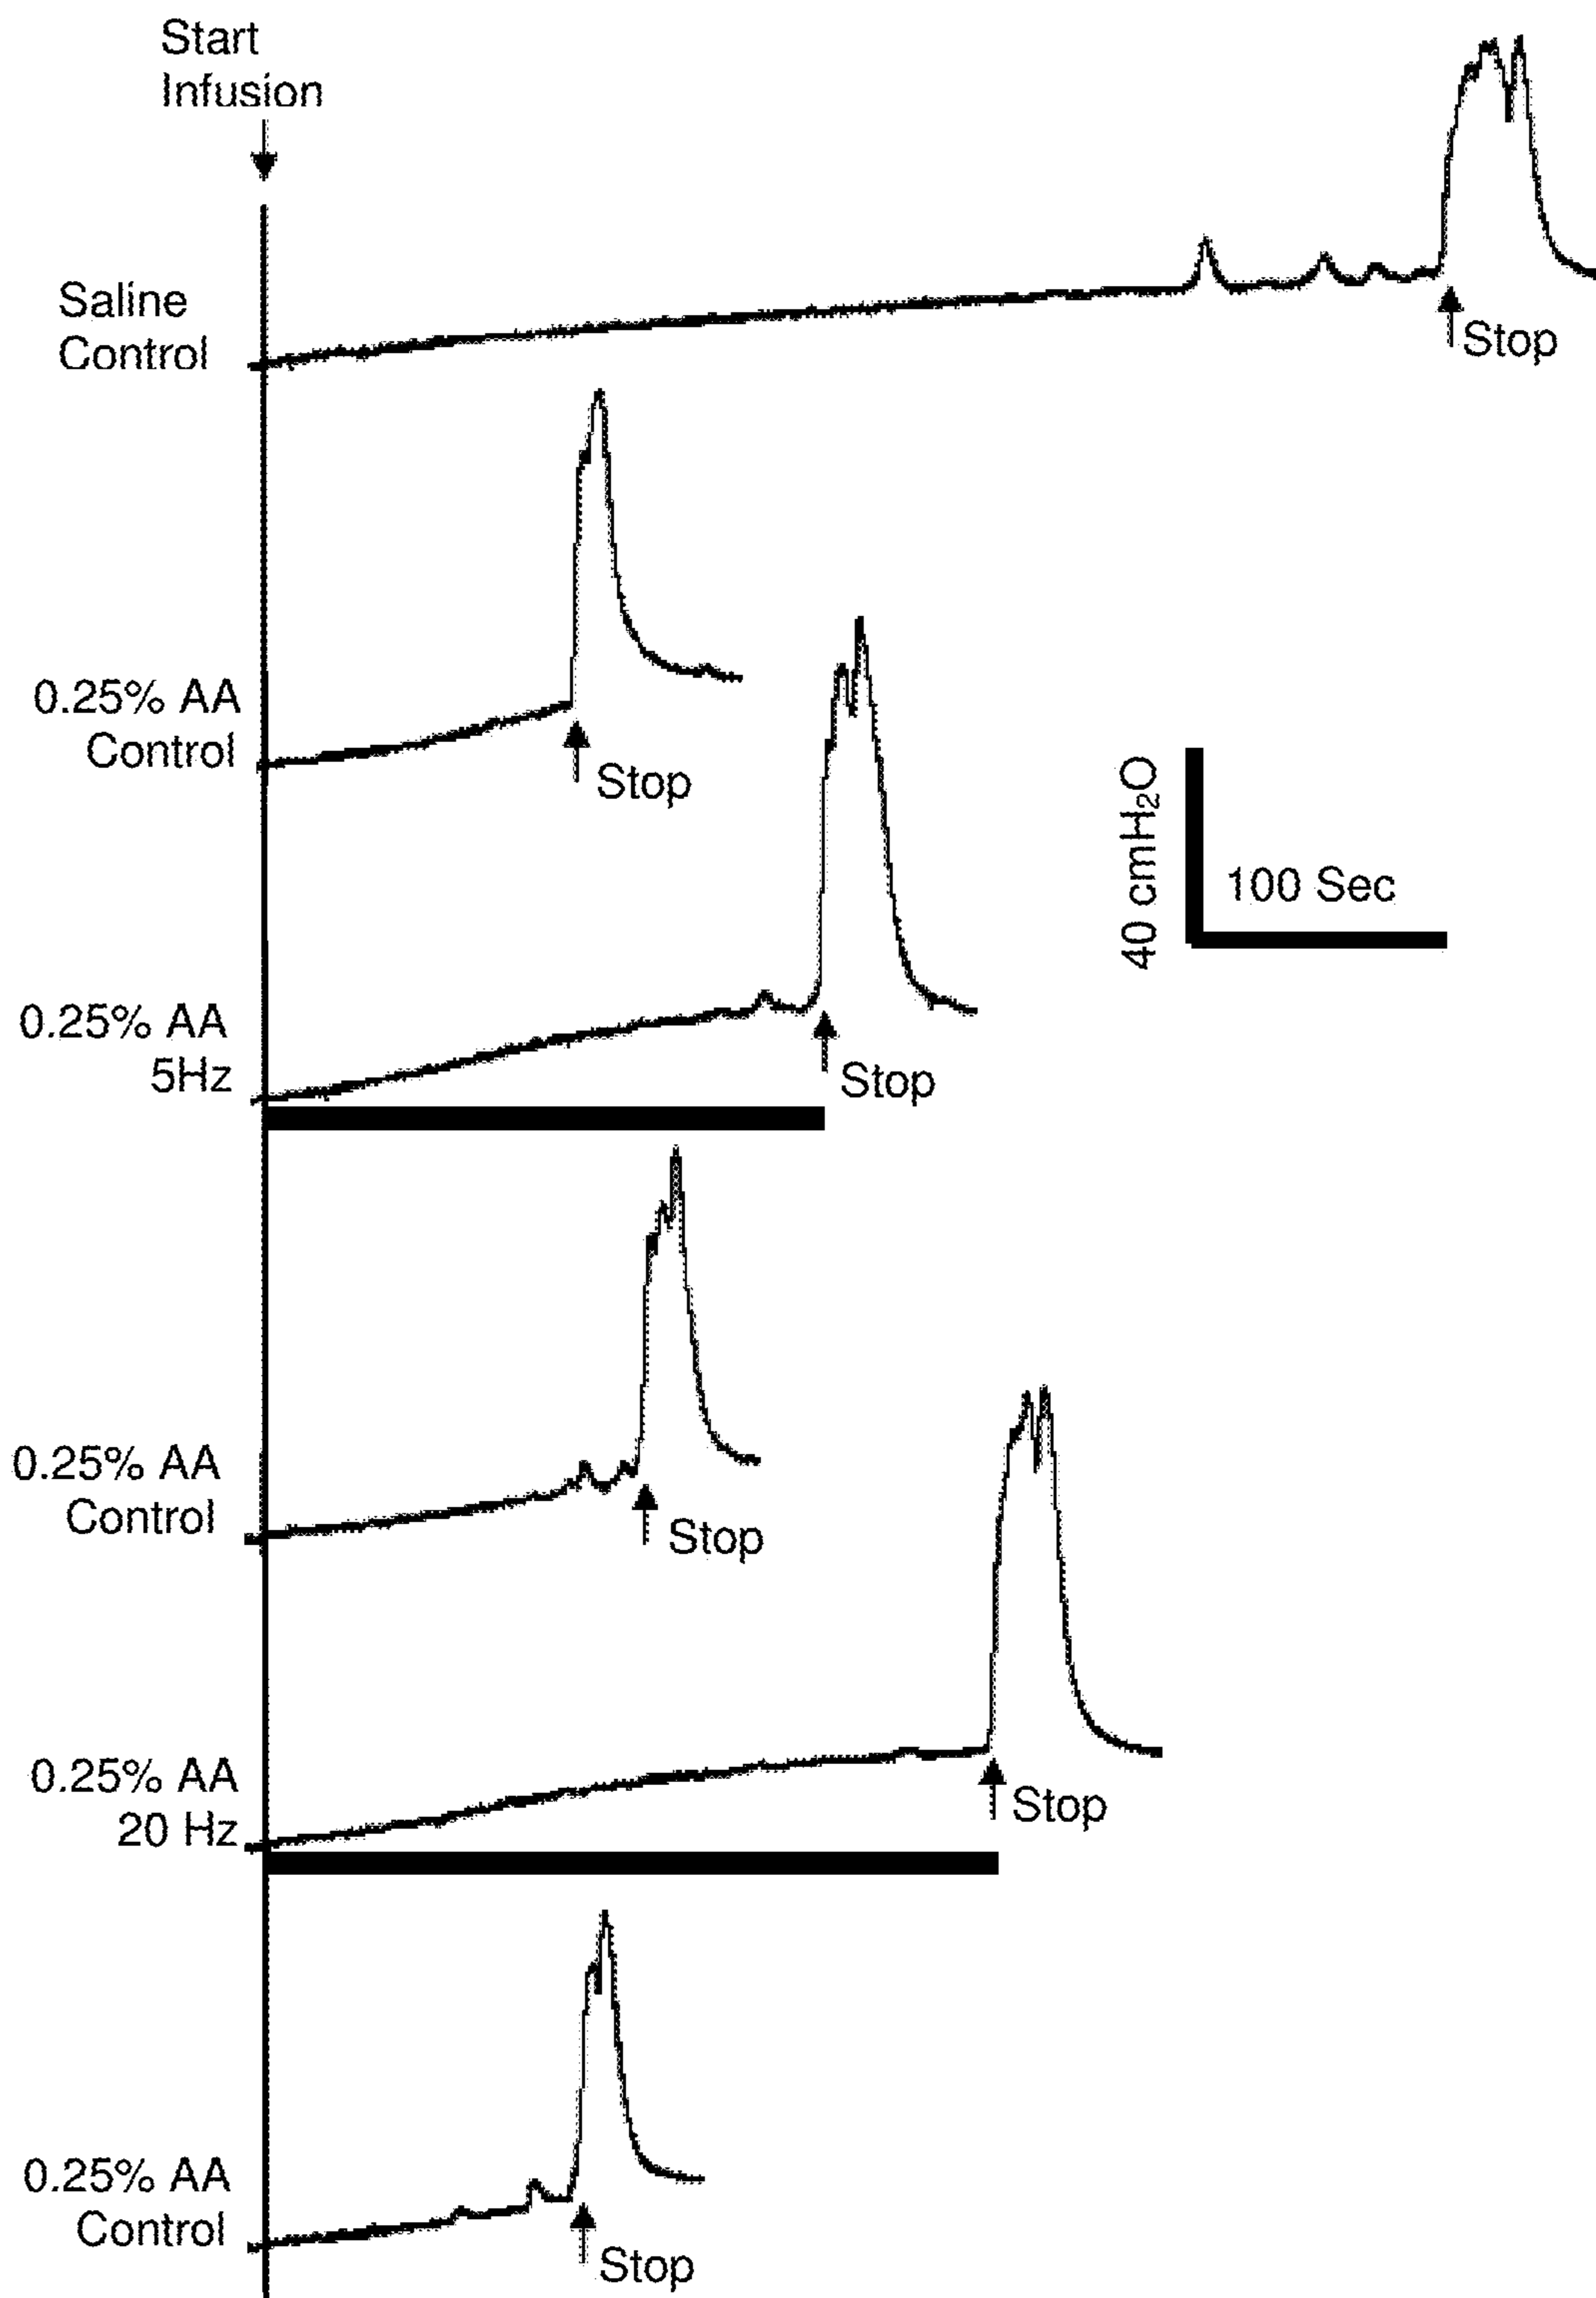 Start
Infusion
Saline
Control
Stop
0.25% AA
Control
Stop
40 cmH₂O
100 Sec
0.25% AA
5Hz
Stop
0.25% AA
Control
Stop
0.25% AA
20 Hz
Stop
0.25% AA
Control
Stop